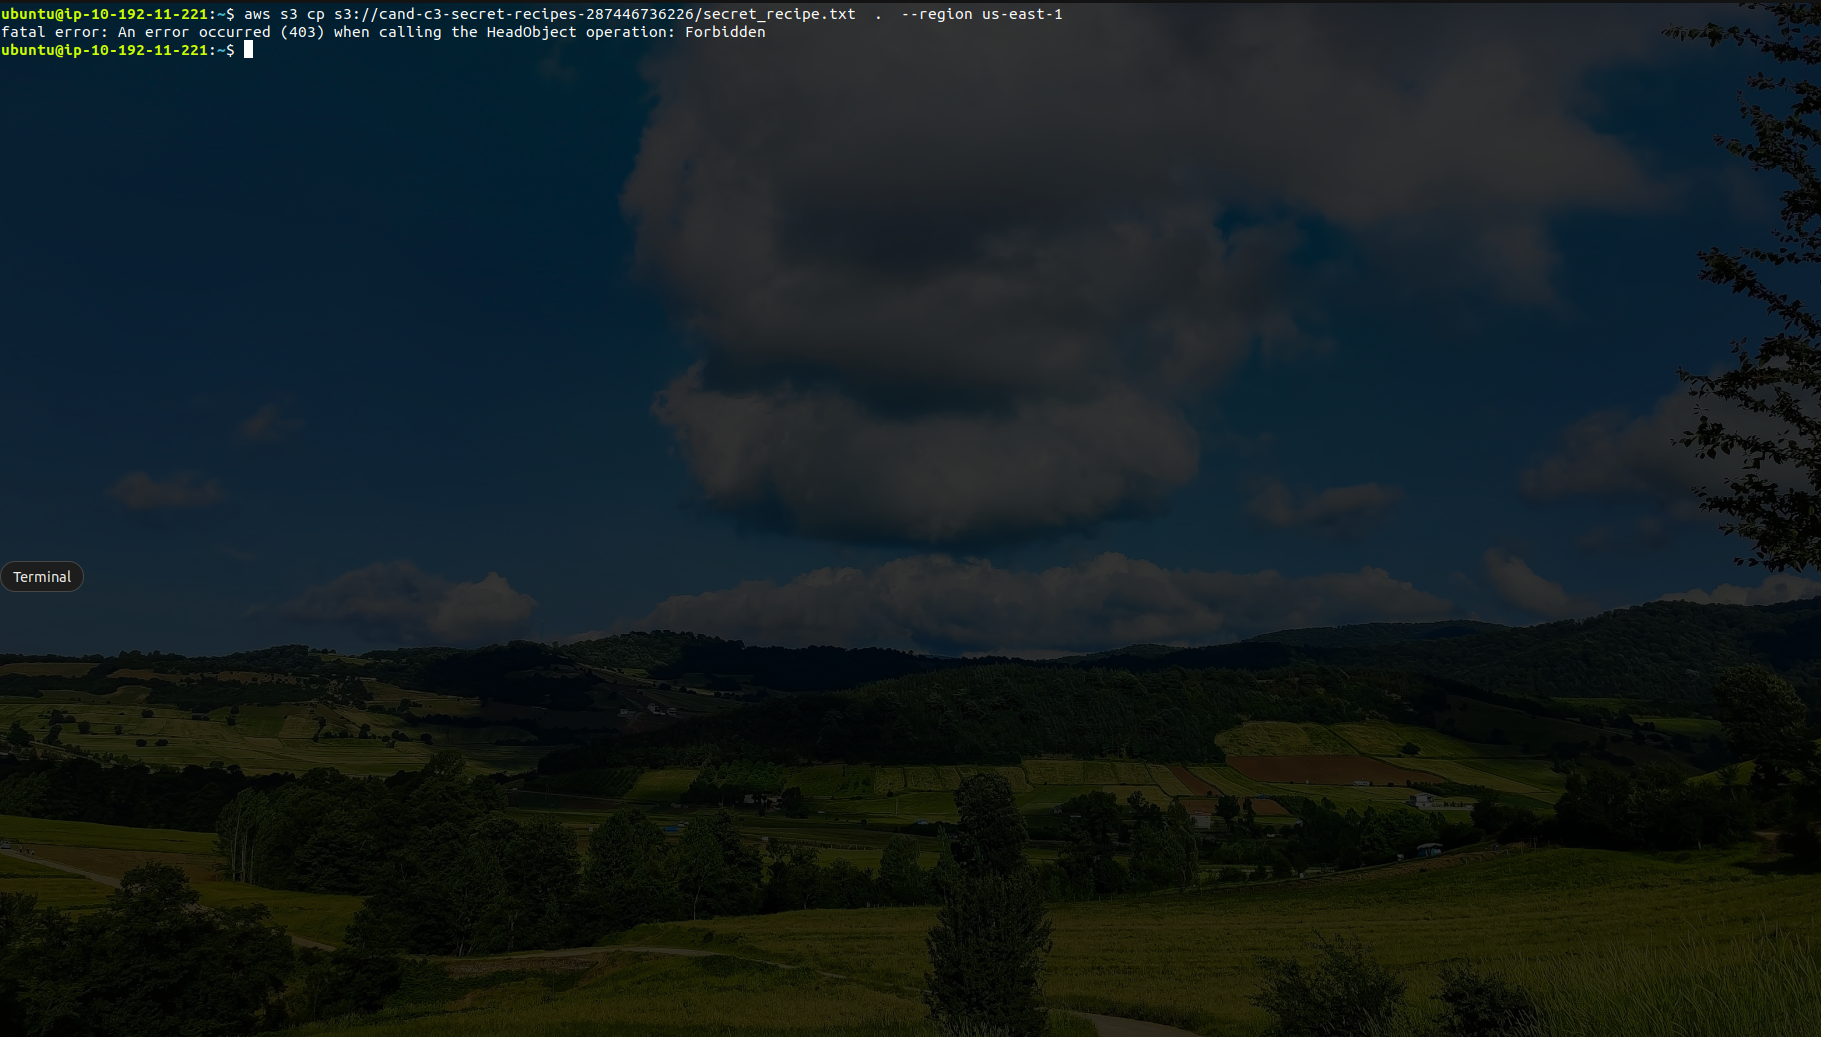 ubuntu@ip-10-192-11-221:~$ aws s3 cp s3://cand-c3-secret-recipes-287446736226/secret_recipe.txt  .  --region us-east-1
fatal error: An error occurred (403) when calling the HeadObject operation: Forbidden
ubuntu@ip-10-192-11-221:~$
Terminal